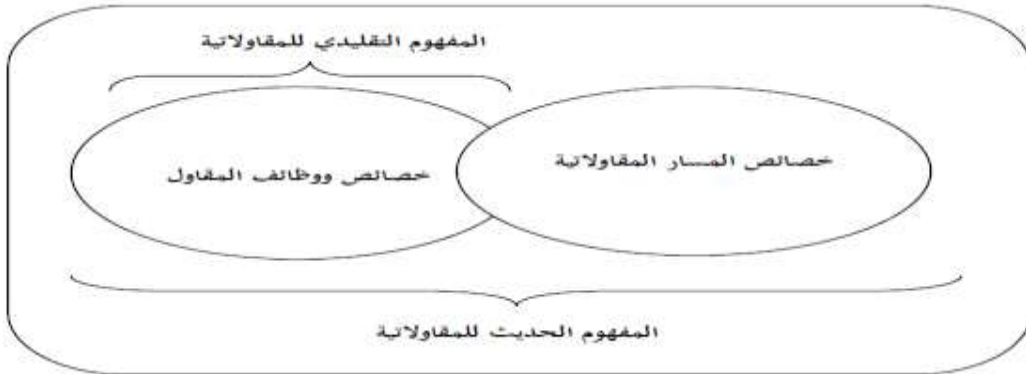 المفهوم التقليدي للمقاولاتية
خصائص المسار المقاولاتية
خصائص ووظائف المقاول
المفهوم الحديث للمقاولاتية